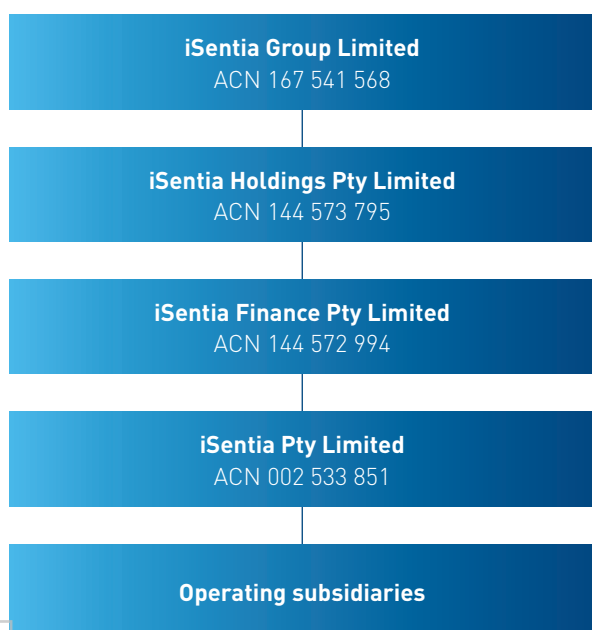 iSentia Group Limited
ACN 167 541 568
iSentia Holdings Pty Limited
ACN 144 573 795
iSentia Finance Pty Limited
ACN 144 572 994
iSentia Pty Limited
ACN 002 533 851
Operating subsidiaries